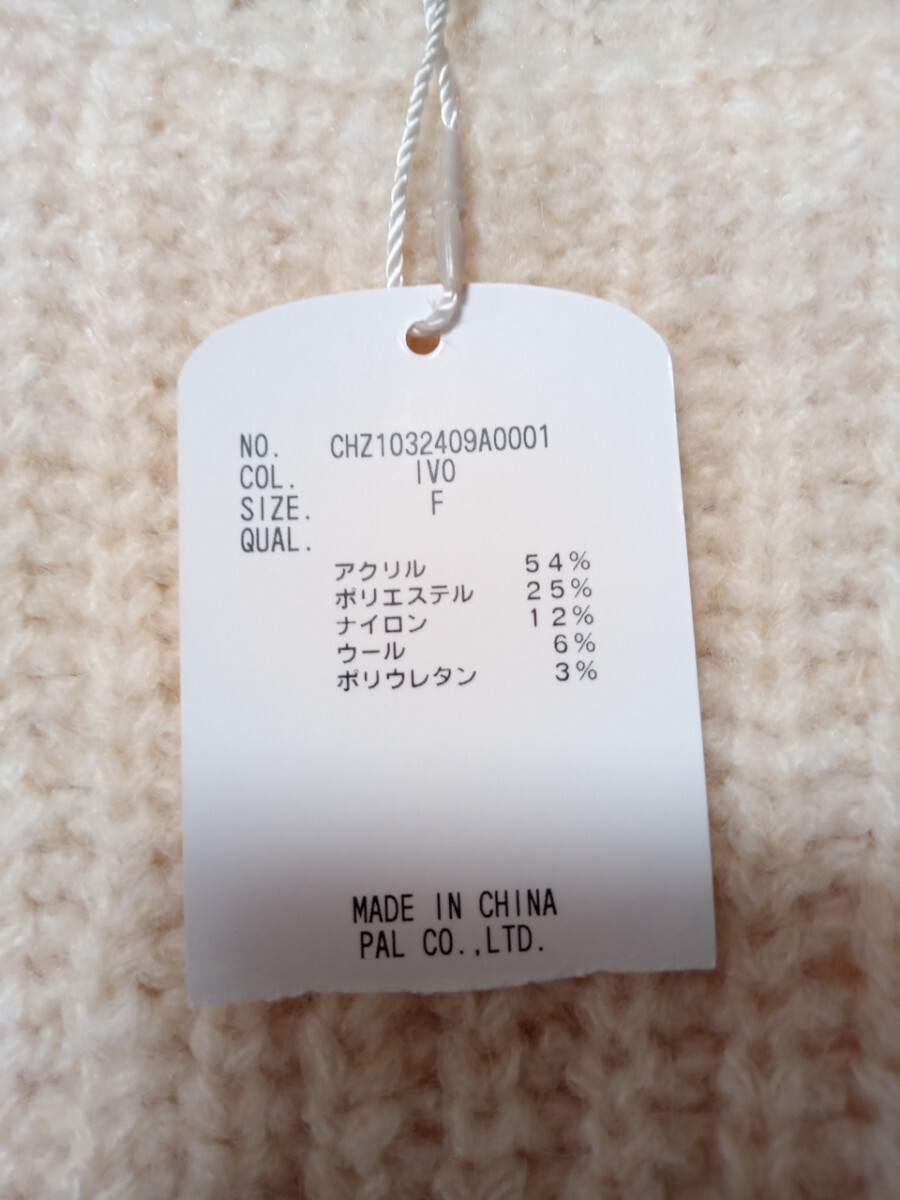 NO. CHZ1032409A0001
COL. IVO
SIZE. F
QUAL.
アクリル 54%
ポリエステル 25%
ナイロン 12%
ウール 6%
ポリウレタン 3%
MADE IN CHINA
PAL CO.,LTD.